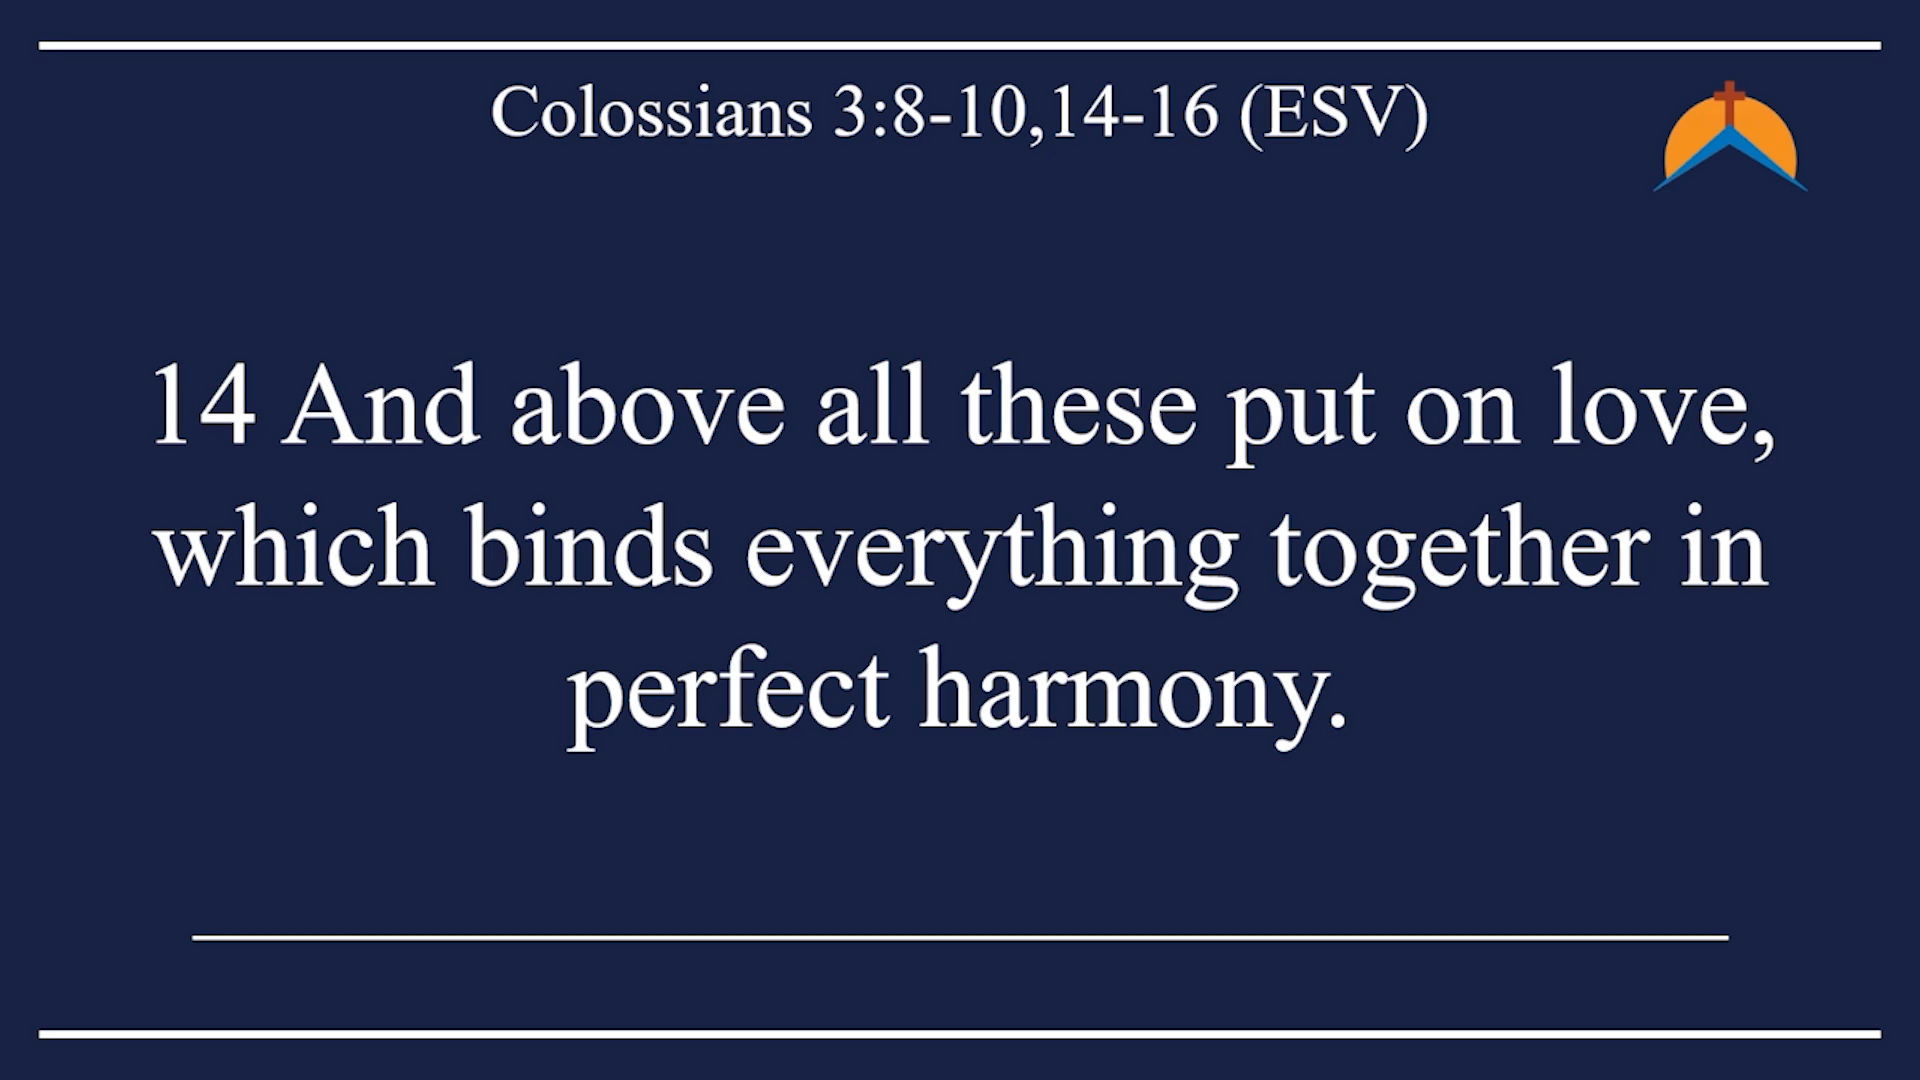 Colossians 3:8-10,14-16 (ESV)
14 And above all these put on love,
which binds everything together in
perfect harmony.